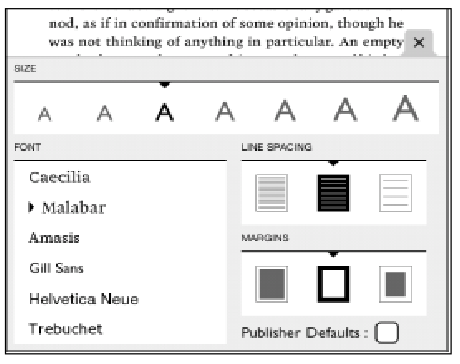 nod, as if in confirmation of some opinion, though he
was not thinking of anything in particular. An empty
×
SIZE
A A A A A A A
FONT
Caecilia
Malabar
Amasis
Gill Sans
Helvetica Neue
Trebuchet
LINE SPACING
MARGINS
Publisher Defaults :